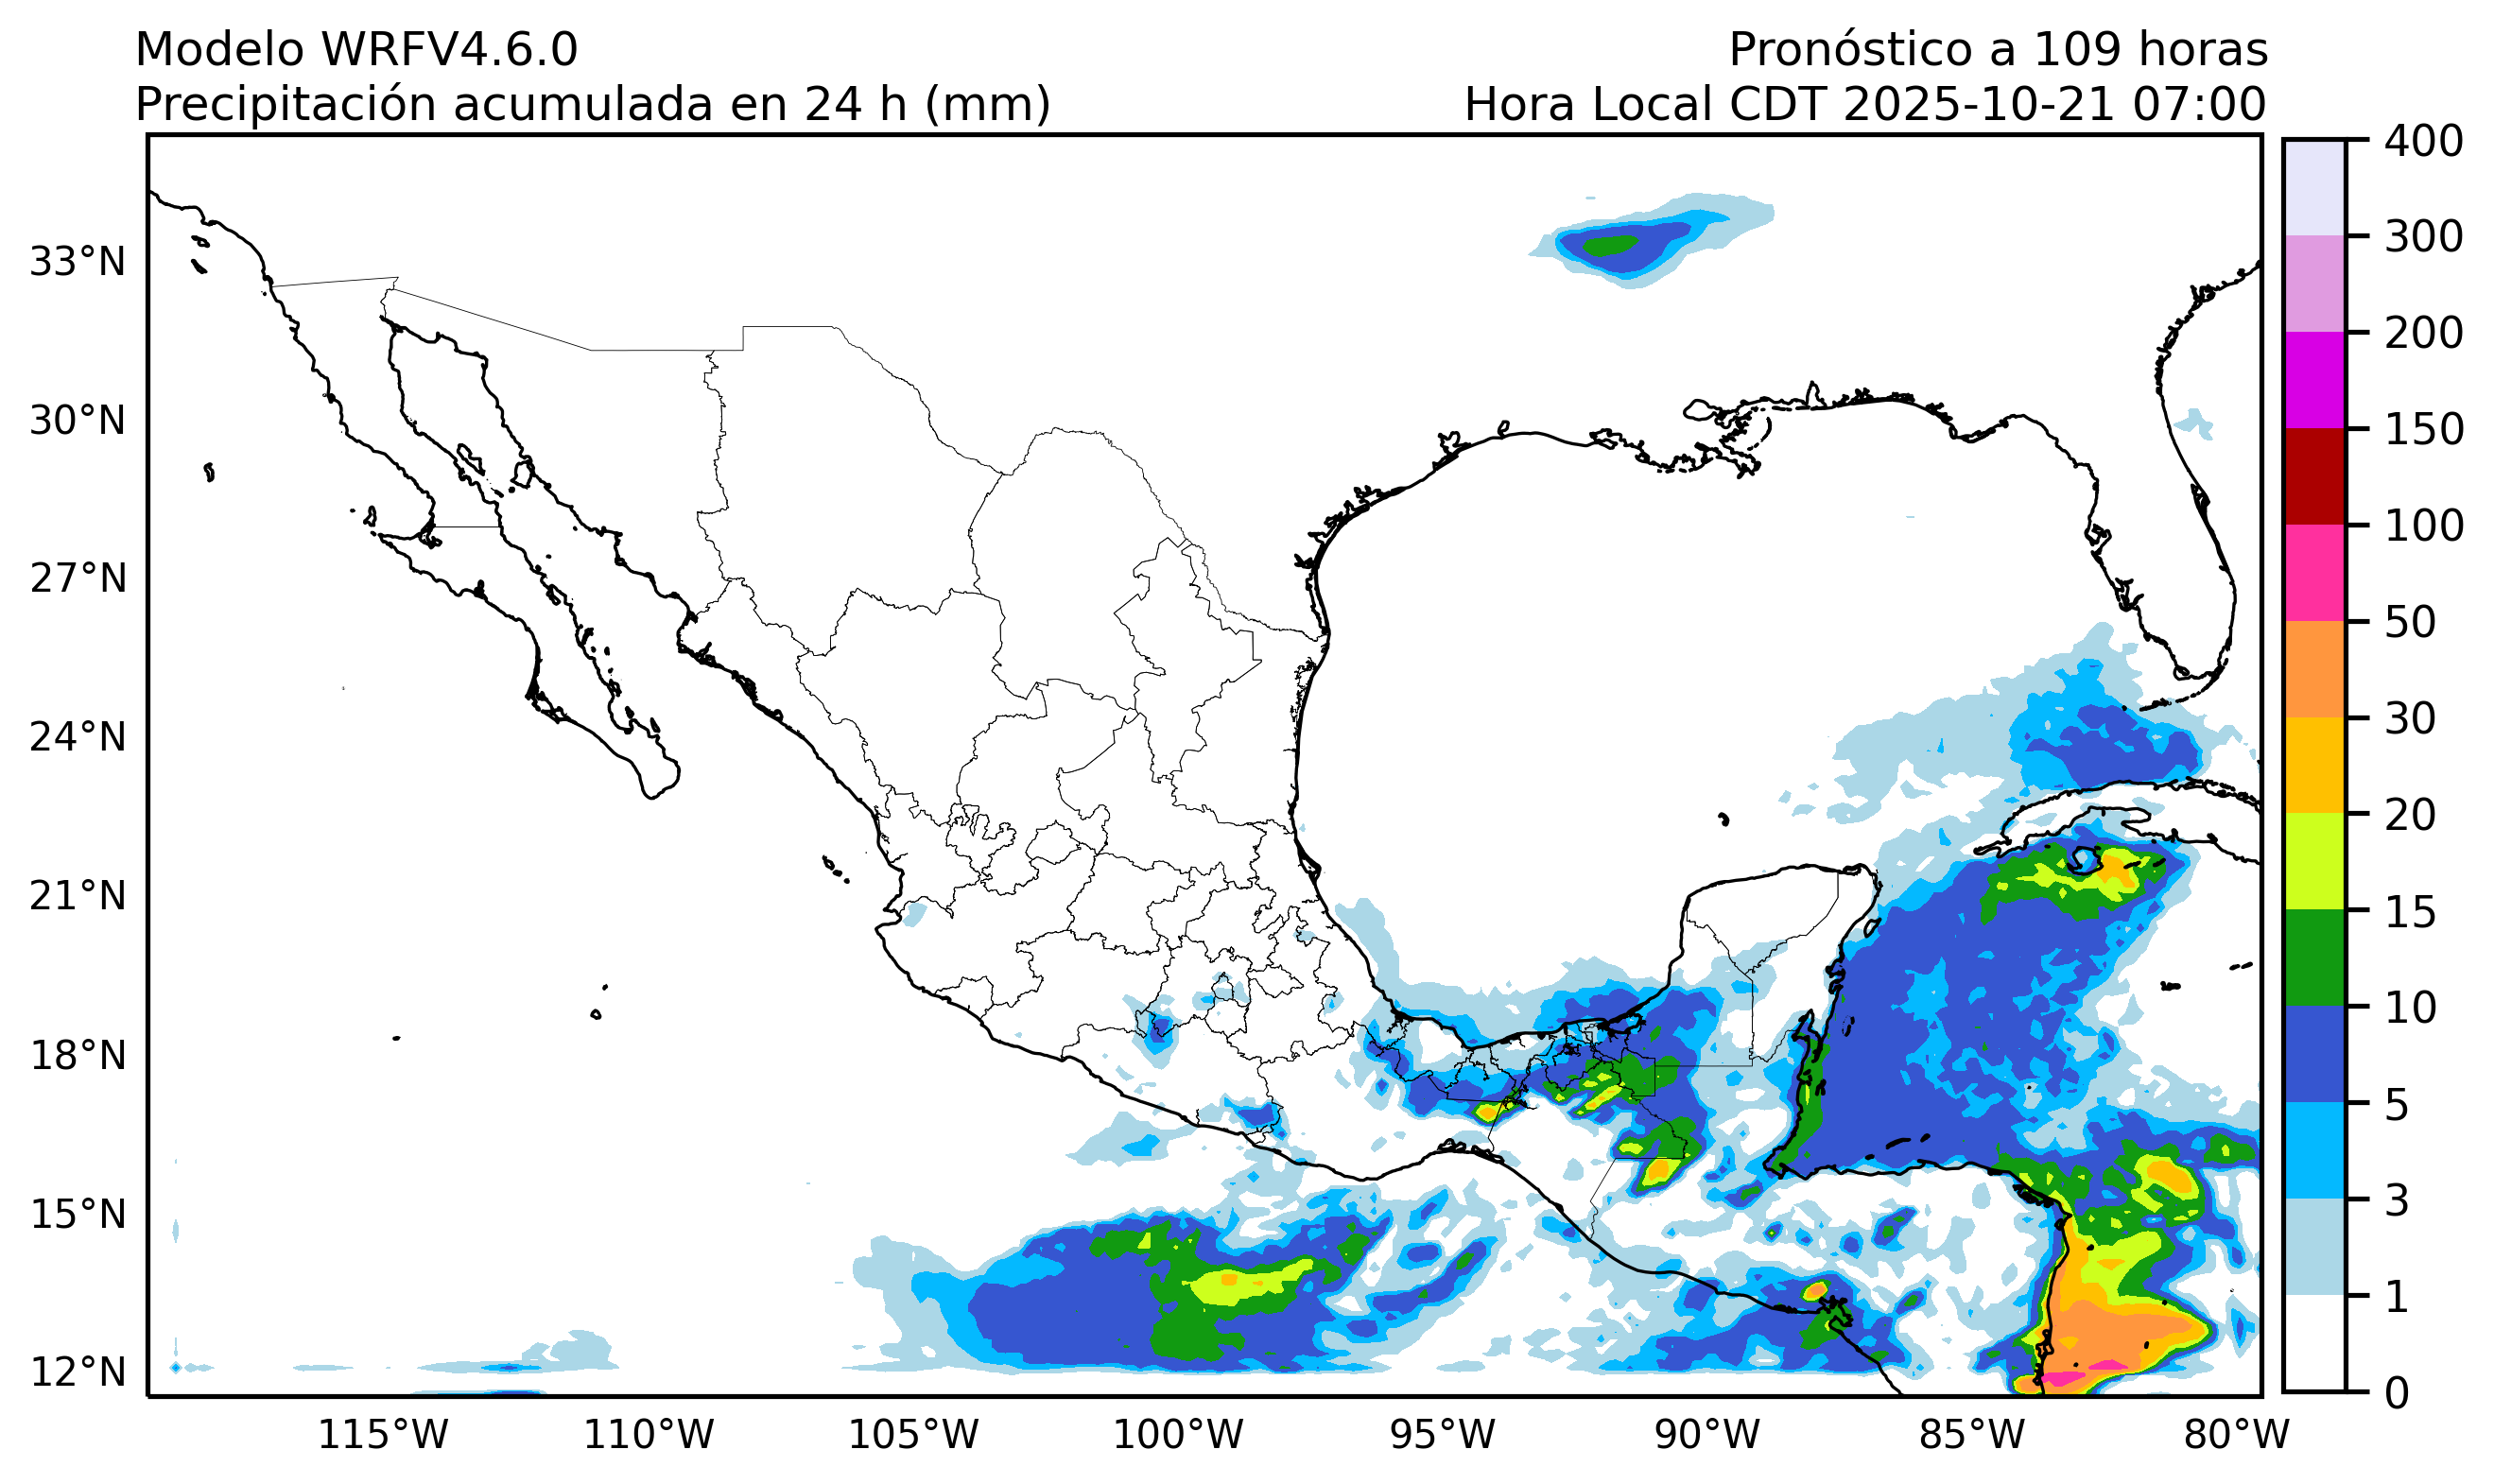 Modelo WRFV4.6.0
Pronóstico a 109 horas
Precipitación acumulada en 24 h (mm)
Hora Local CDT 2025-10-21 07:00
33°N
30°N
27°N
24°N
21°N
18°N
15°N
12°N
115°W
110°W
105°W
100°W
95°W
90°W
85°W
80°W
400
300
200
150
100
50
30
20
15
10
5
3
1
0